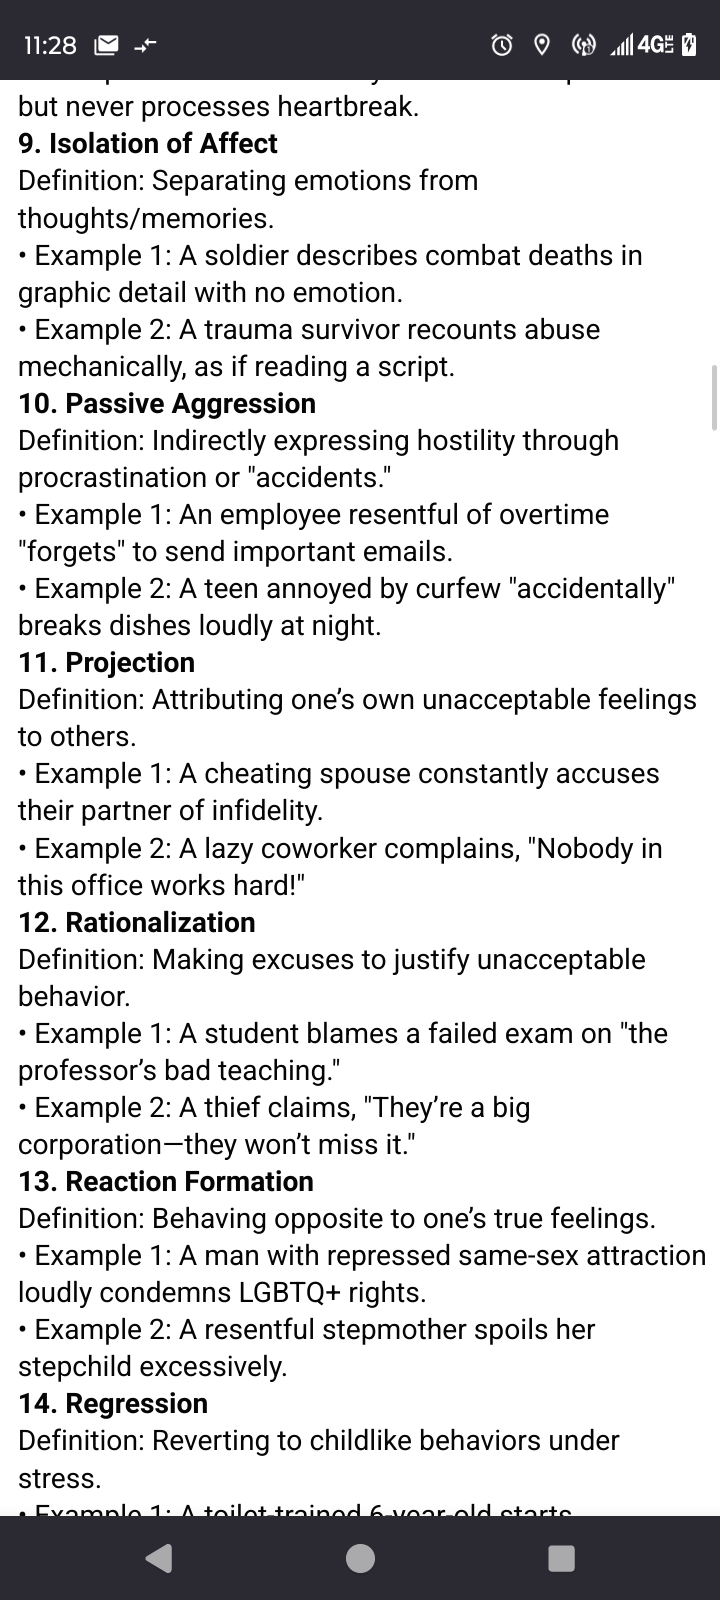 11:28
4G LTE
but never processes heartbreak.
9. Isolation of Affect
Definition: Separating emotions from
thoughts/memories.
• Example 1: A soldier describes combat deaths in
graphic detail with no emotion.
• Example 2: A trauma survivor recounts abuse
mechanically, as if reading a script.
10. Passive Aggression
Definition: Indirectly expressing hostility through
procrastination or "accidents."
• Example 1: An employee resentful of overtime
"forgets" to send important emails.
• Example 2: A teen annoyed by curfew "accidentally"
breaks dishes loudly at night.
11. Projection
Definition: Attributing one’s own unacceptable feelings
to others.
• Example 1: A cheating spouse constantly accuses
their partner of infidelity.
• Example 2: A lazy coworker complains, "Nobody in
this office works hard!"
12. Rationalization
Definition: Making excuses to justify unacceptable
behavior.
• Example 1: A student blames a failed exam on "the
professor’s bad teaching."
• Example 2: A thief claims, "They’re a big
corporation—they won’t miss it."
13. Reaction Formation
Definition: Behaving opposite to one’s true feelings.
• Example 1: A man with repressed same-sex attraction
loudly condemns LGBTQ+ rights.
• Example 2: A resentful stepmother spoils her
stepchild excessively.
14. Regression
Definition: Reverting to childlike behaviors under
stress.
• Example 1: A toilet-trained 6-year-old starts